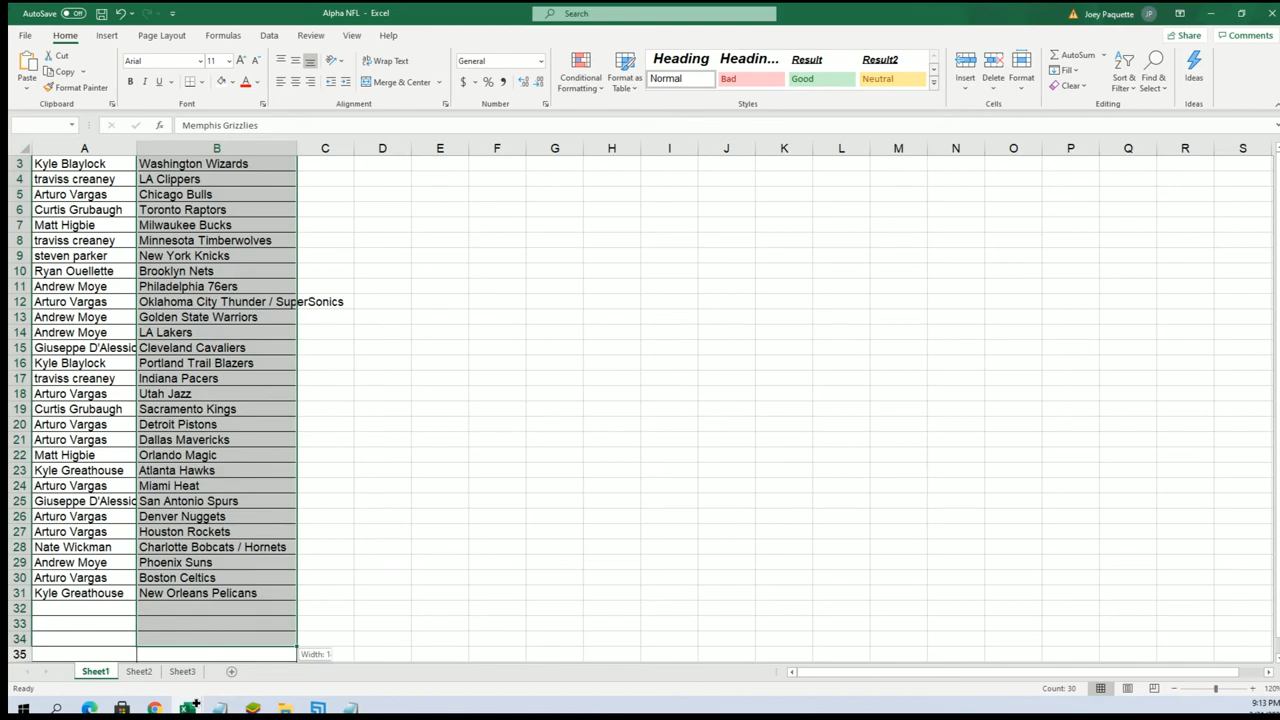 AutoSave Off Alpha NFL - Excel Search Joey Paquette JP
File Home Insert Page Layout Formulas Data Review View Help Share Comments
Paste Cut Copy Format Painter Clipboard
Arial 11 B I U A Font
Wrap Text Merge & Center Alignment
General $ % , Number
Conditional Formatting Format as Table
Heading Headin... Result Result2
Normal Bad Good Neutral
Styles
Insert Delete Format Cells
AutoSum Fill Clear Sort & Filter Find & Select Editing
Ideas Ideas
fx Memphis Grizzlies
A B C D E F G H I J K L M N O P Q R S
3 Kyle Blaylock Washington Wizards
4 traviss creaney LA Clippers
5 Arturo Vargas Chicago Bulls
6 Curtis Grubaugh Toronto Raptors
7 Matt Higbie Milwaukee Bucks
8 traviss creaney Minnesota Timberwolves
9 steven parker New York Knicks
10 Ryan Ouellette Brooklyn Nets
11 Andrew Moye Philadelphia 76ers
12 Arturo Vargas Oklahoma City Thunder / SuperSonics
13 Andrew Moye Golden State Warriors
14 Andrew Moye LA Lakers
15 Giuseppe D'Alessic Cleveland Cavaliers
16 Kyle Blaylock Portland Trail Blazers
17 traviss creaney Indiana Pacers
18 Arturo Vargas Utah Jazz
19 Curtis Grubaugh Sacramento Kings
20 Arturo Vargas Detroit Pistons
21 Arturo Vargas Dallas Mavericks
22 Matt Higbie Orlando Magic
23 Kyle Greathouse Atlanta Hawks
24 Arturo Vargas Miami Heat
25 Giuseppe D'Alessic San Antonio Spurs
26 Arturo Vargas Denver Nuggets
27 Arturo Vargas Houston Rockets
28 Nate Wickman Charlotte Bobcats / Hornets
29 Andrew Moye Phoenix Suns
30 Arturo Vargas Boston Celtics
31 Kyle Greathouse New Orleans Pelicans
32
33
34
35 Width: 1
Sheet1 Sheet2 Sheet3
Ready Count: 30 120%
9:13 PM